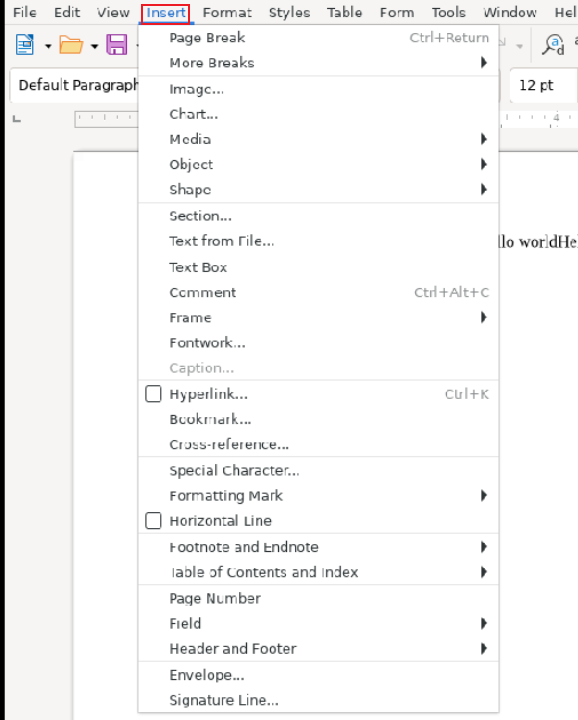 File Edit View Insert Format Styles Table Form Tools Window Hel
Page Break Ctrl+Return
More Breaks
Image...
Default Paragraph 12 pt
Chart...
Media
Object
Shape
Section...
Text from File... llo worldHel
Text Box
Comment Ctrl+Alt+C
Frame
Fontwork...
Caption...
Hyperlink... Ctrl+K
Bookmark...
Cross-reference...
Special Character...
Formatting Mark
Horizontal Line
Footnote and Endnote
Table of Contents and Index
Page Number
Field
Header and Footer
Envelope...
Signature Line...